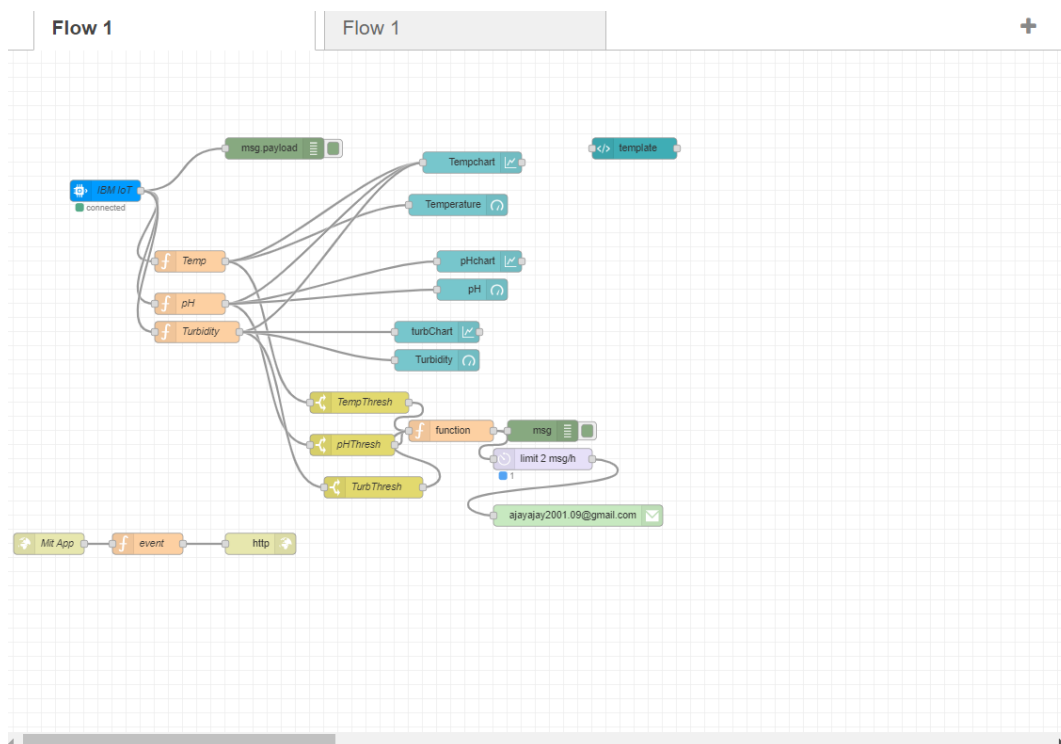 Flow 1
Flow 1
+
msg.payload
template
Tempchart
IBM IoT
connected
Temperature
Temp
pHchart
pH
pH
Turbidity
turbChart
Turbidity
TempThresh
function
msg
pHThresh
limit 2 msg/h
1
TurbThresh
ajayajay2001.09@gmail.com
Mit App
event
http